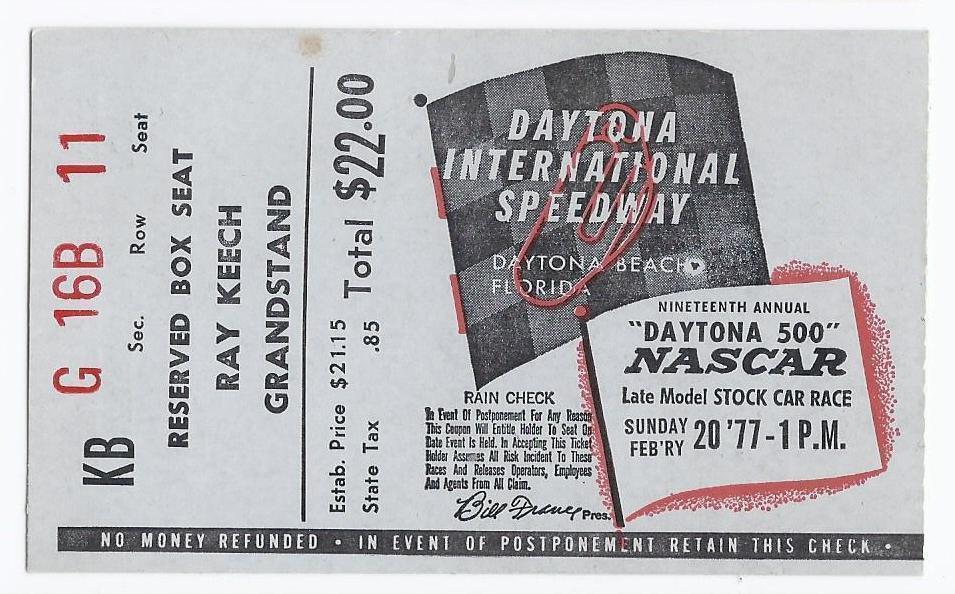 G 16B 11
Sec. Row Seat
KB
RESERVED BOX SEAT
RAY KEECH
GRANDSTAND
Estab. Price $21.15
State Tax .85
Total $22.00
DAYTONA
INTERNATIONAL
SPEEDWAY
DAYTONA BEACH
FLORIDA
NINETEENTH ANNUAL
"DAYTONA 500"
NASCAR
Late Model STOCK CAR RACE
SUNDAY
FEB'RY 20 '77-1 P.M.
RAIN CHECK
In Event Of Postponement For Any Reason
This Coupon Will Entitle Holder To Seat On
Date Event Is Held. In Accepting This Ticket
Holder Assumes All Risk Incident To These
Races And Releases Operators, Employees
And Agents From All Claim.
Bill France Pres.
NO MONEY REFUNDED • IN EVENT OF POSTPONEMENT RETAIN THIS CHECK •